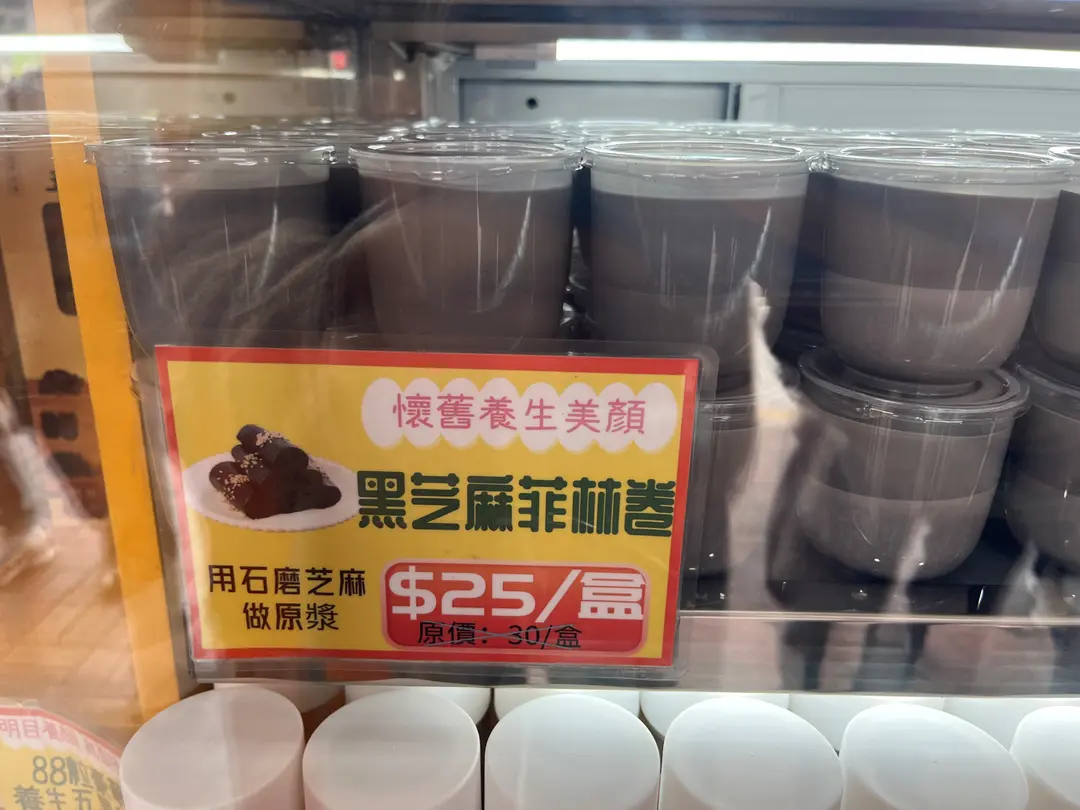 懷舊養生美顏
黑芝麻菲林卷
用石磨芝麻
做原漿
$25/盒
原價：30/盒
88
養生五